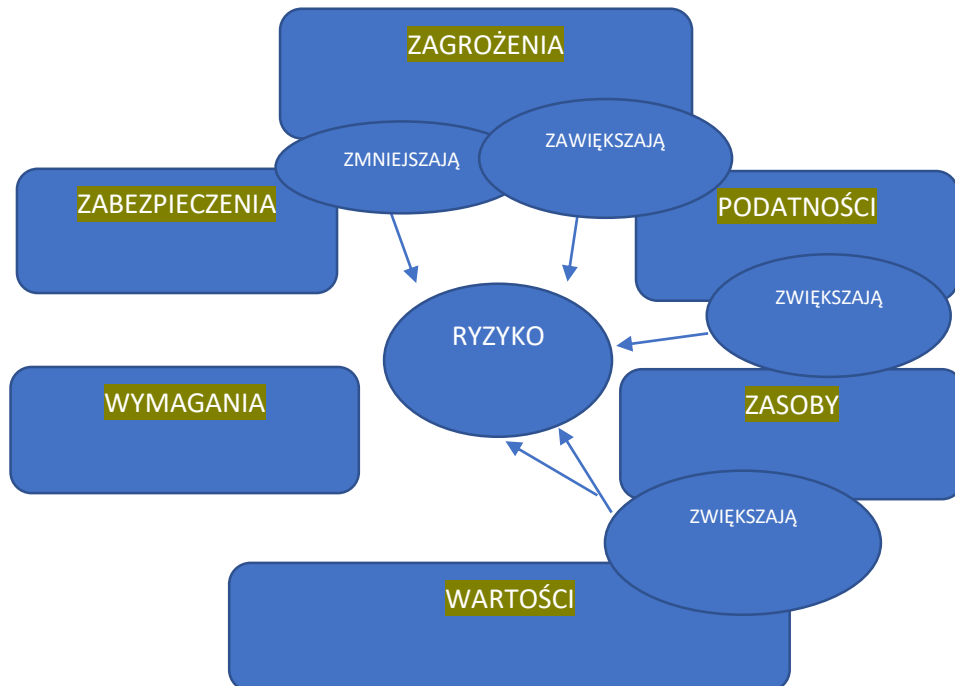 ZAGROŻENIA
ZMNIEJSZAJĄ
ZAWIĘKSZAJĄ
ZABEZPIECZENIA
PODATNOŚCI
ZWIĘKSZAJĄ
RYZYKO
WYMAGANIA
ZASOBY
ZWIĘKSZAJĄ
WARTOŚCI